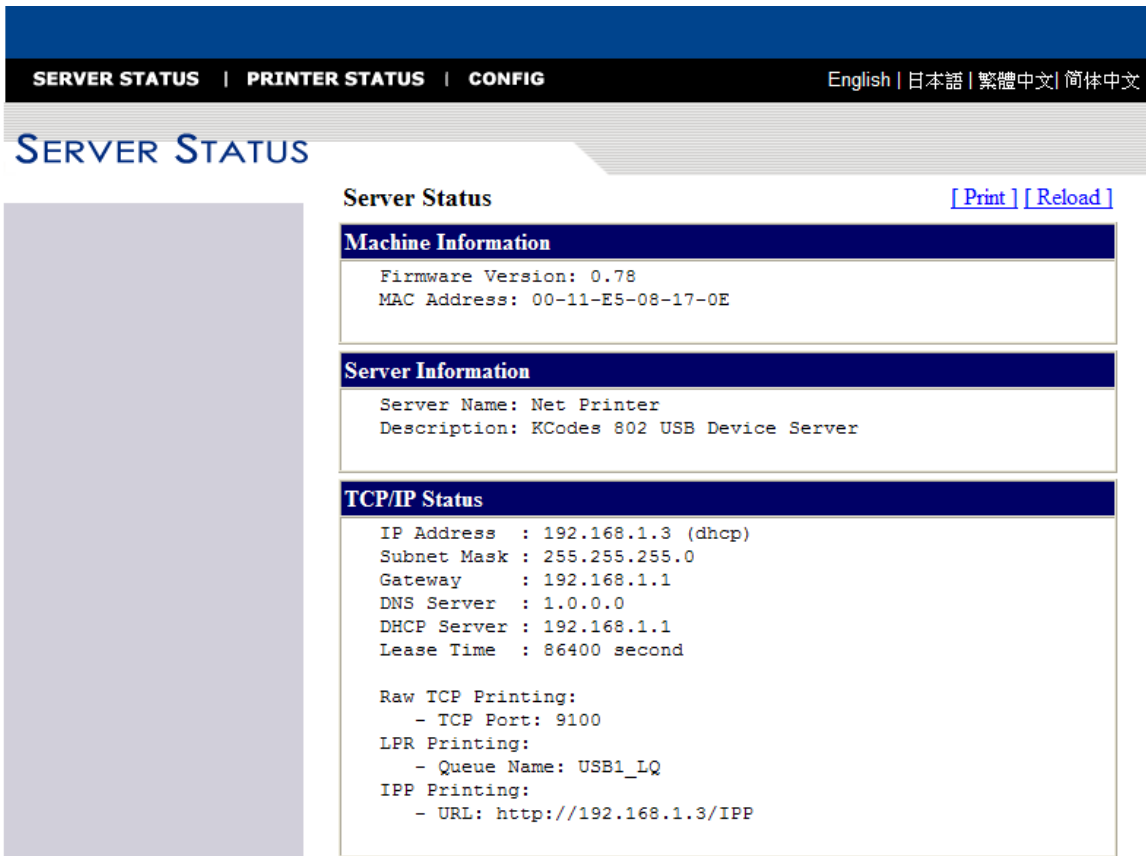 SERVER STATUS | PRINTER STATUS | CONFIG English | 日本語 | 繁體中文| 简体中文
SERVER STATUS
Server Status [ Print ] [ Reload ]
Machine Information
Firmware Version: 0.78
MAC Address: 00-11-E5-08-17-0E
Server Information
Server Name: Net Printer
Description: KCodes 802 USB Device Server
TCP/IP Status
IP Address : 192.168.1.3 (dhcp)
Subnet Mask : 255.255.255.0
Gateway : 192.168.1.1
DNS Server : 1.0.0.0
DHCP Server : 192.168.1.1
Lease Time : 86400 second
Raw TCP Printing:
- TCP Port: 9100
LPR Printing:
- Queue Name: USB1_LQ
IPP Printing:
- URL: http://192.168.1.3/IPP